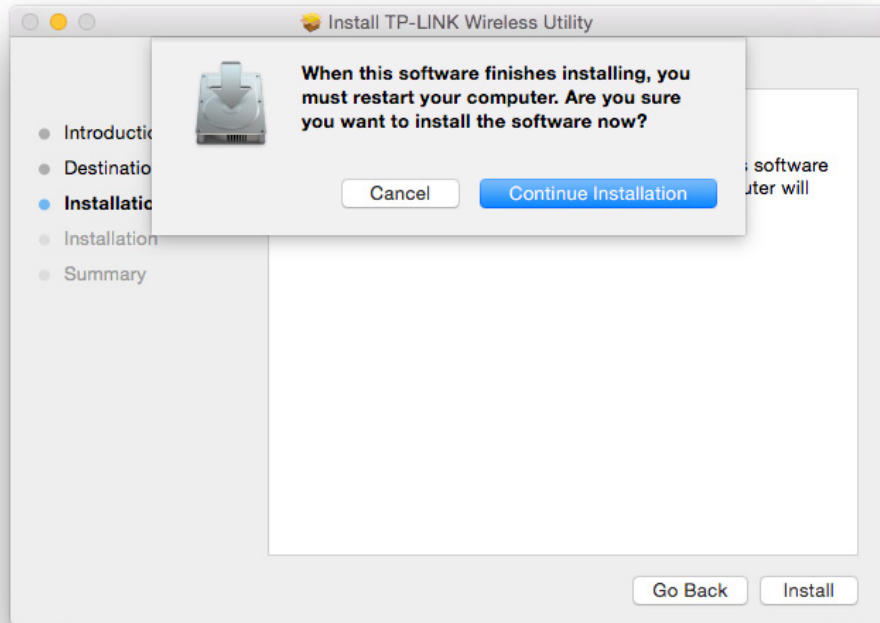 Install TP-LINK Wireless Utility
When this software finishes installing, you
must restart your computer. Are you sure
you want to install the software now?
Cancel
Continue Installation
Introductio
Destinatio
Installatio
Installation
Summary
software
uter will
Go Back
Install